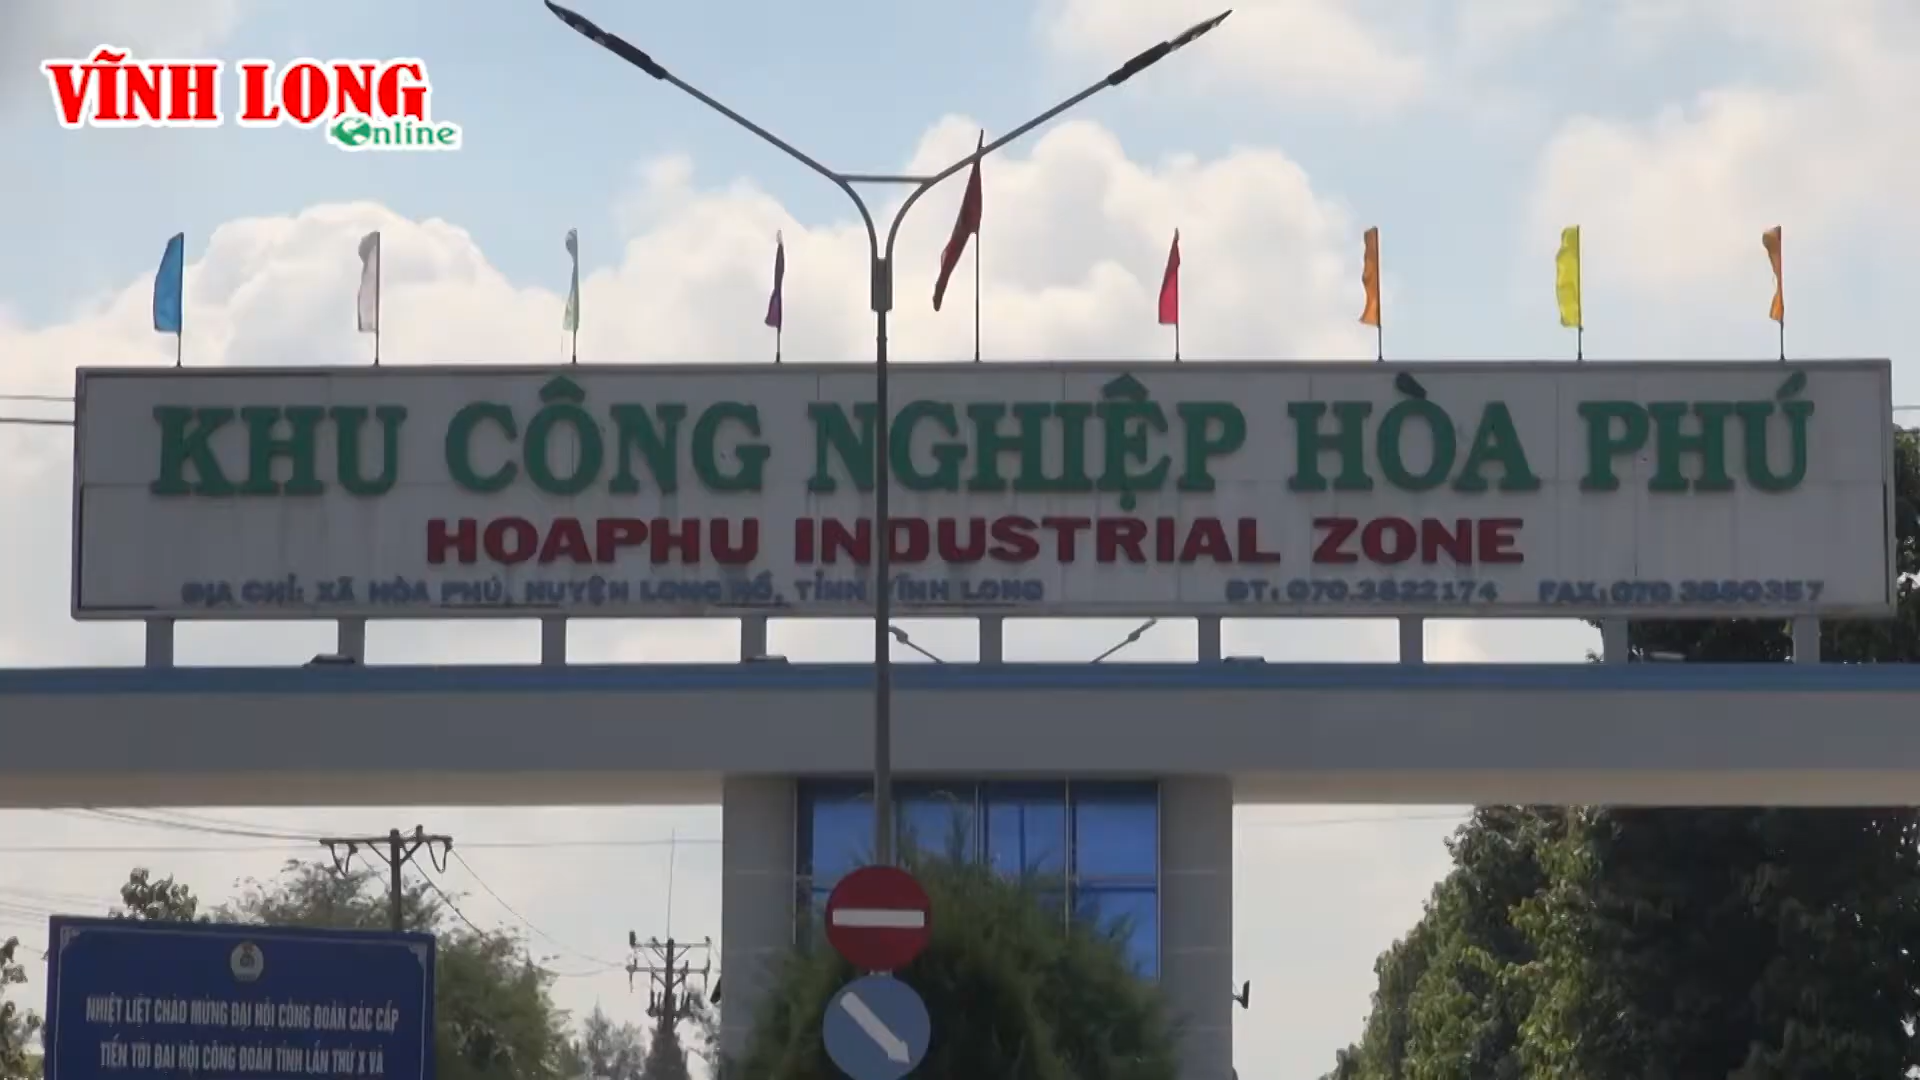 VĨNH LONG
Online
KHU CÔNG NGHIỆP HÒA PHÚ
HOAPHU INDUSTRIAL ZONE
ĐỊA CHỈ: XÃ HÒA PHÚ, HUYỆN LONG HỒ, TỈNH VĨNH LONG ĐT: 070.3822174 FAX: 070.3860357
NHIỆT LIỆT CHÀO MỪNG ĐẠI HỘI CÔNG ĐOÀN CÁC CẤP
TIẾN TỚI ĐẠI HỘI CÔNG ĐOÀN TỈNH LẦN THỨ X VÀ